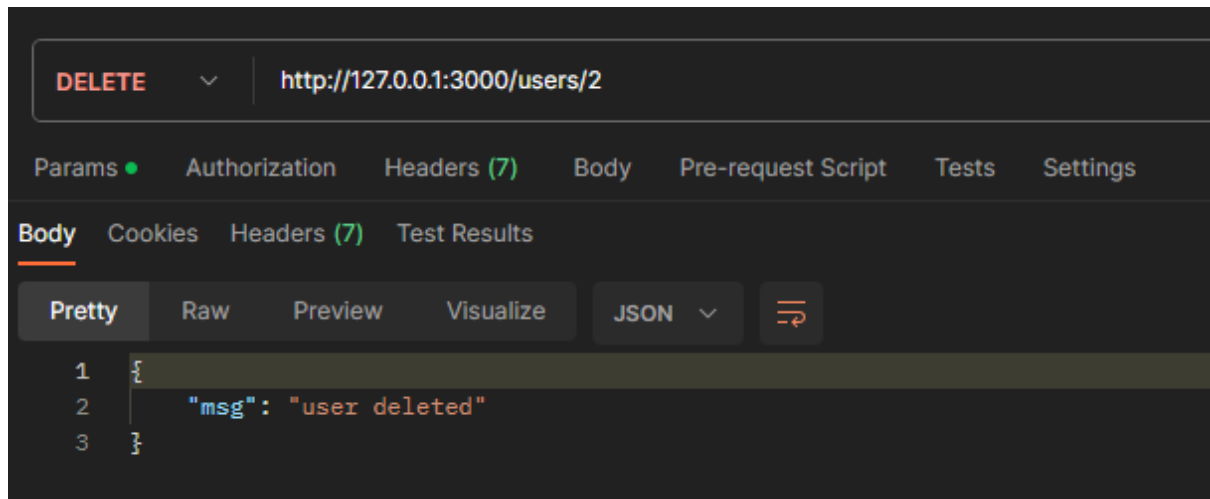 DELETE http://127.0.0.1:3000/users/2
Params Authorization Headers (7) Body Pre-request Script Tests Settings
Body Cookies Headers (7) Test Results
Pretty Raw Preview Visualize JSON
1 {
2 "msg": "user deleted"
3 }